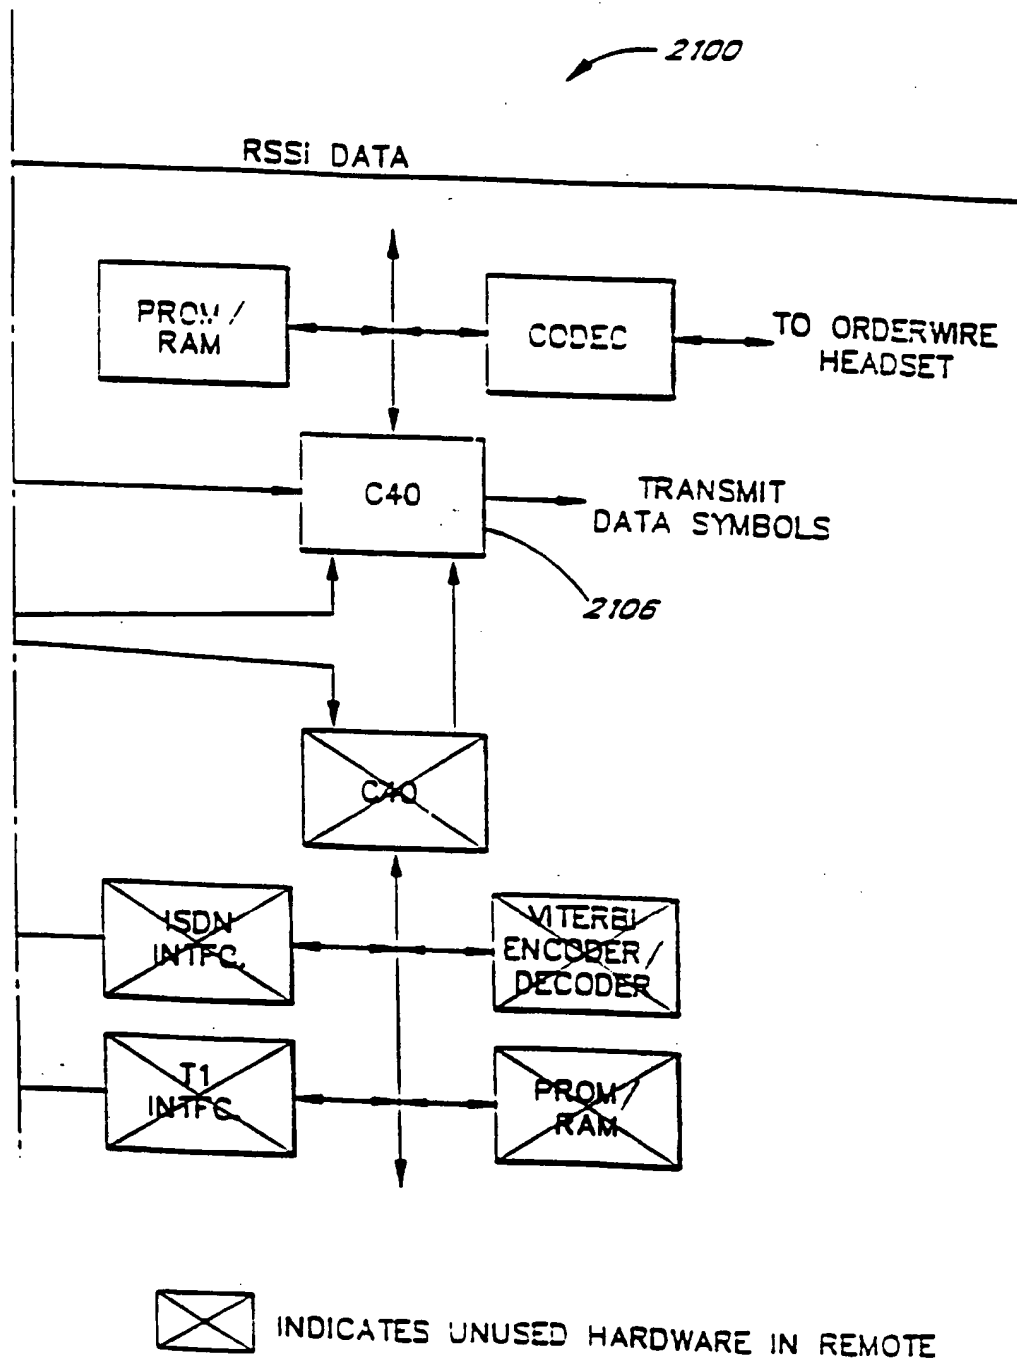 2100
RSSI DATA
PROM/
RAM
CODEC
TO ORDERWIRE
HEADSET
C40
TRANSMIT
DATA SYMBOLS
2106
C40
ISDN
INTFC.
VITERBI
ENCODER/
DECODER
T1
INTFC.
PROM/
RAM
INDICATES UNUSED HARDWARE IN REMOTE